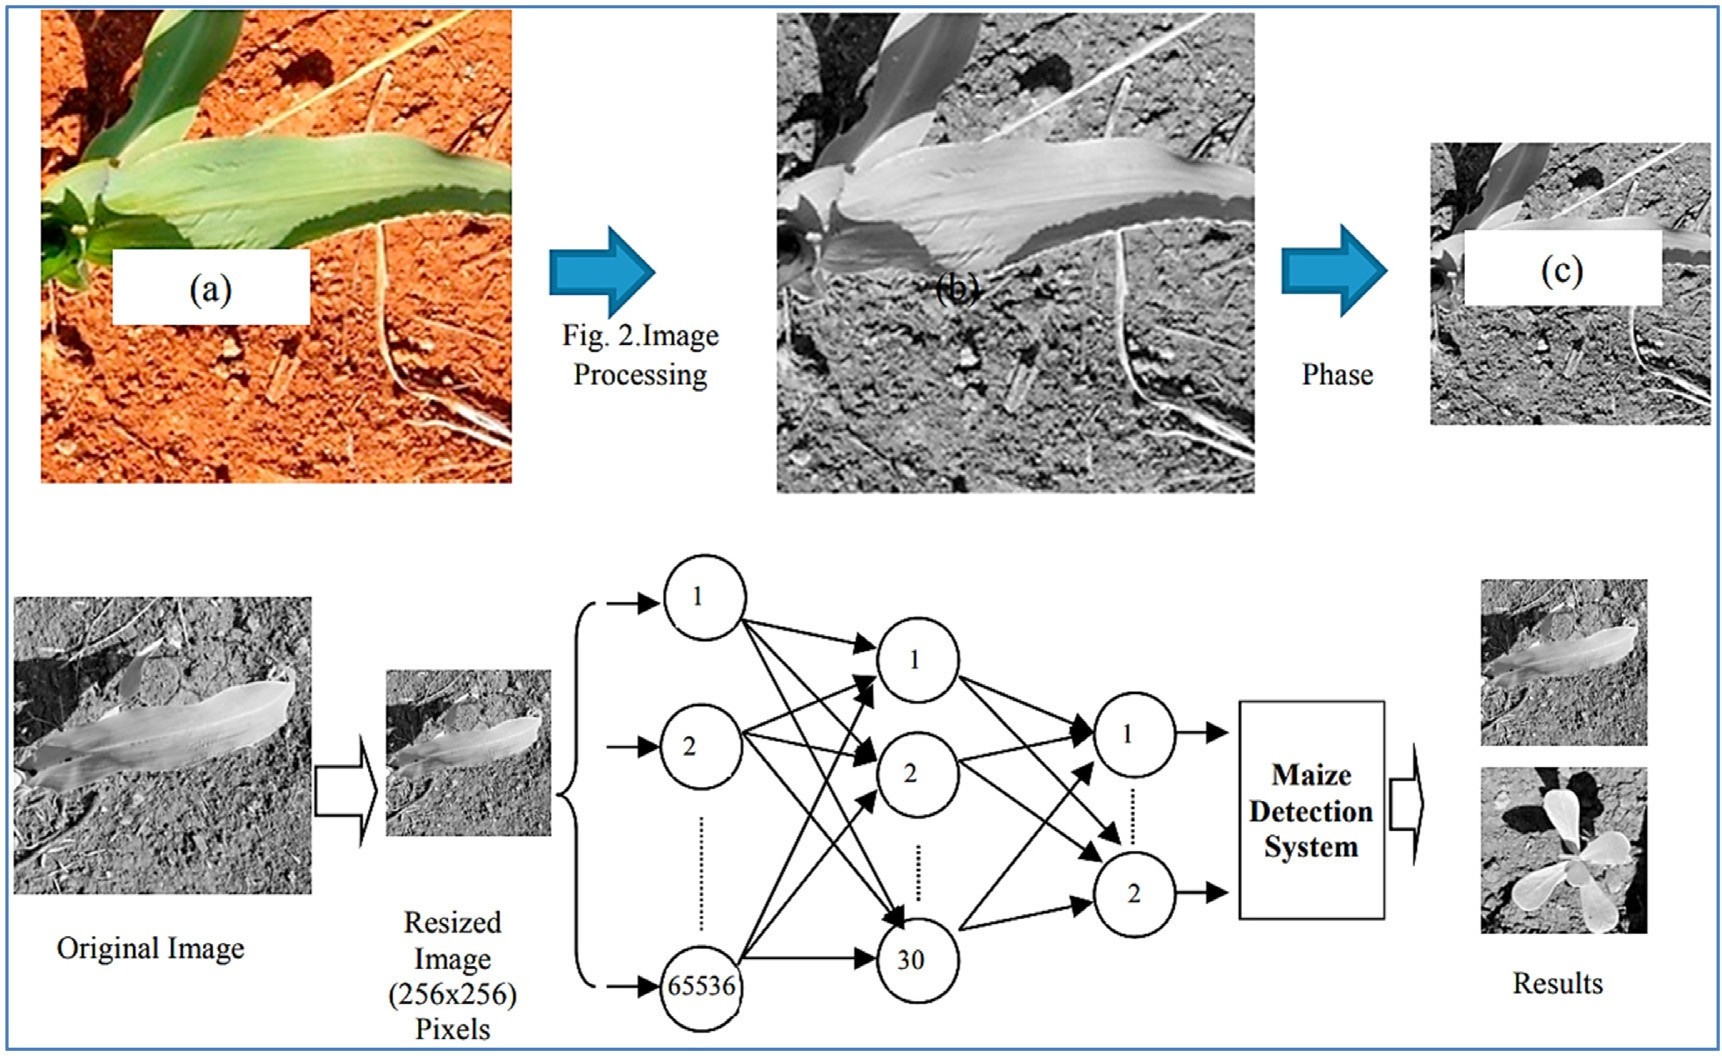 (a)
Fig. 2.Image
Processing
(b)
Phase
(c)
Original Image
Resized
Image
(256x256)
Pixels
1
2
65536
1
2
30
1
2
Maize
Detection
System
Results